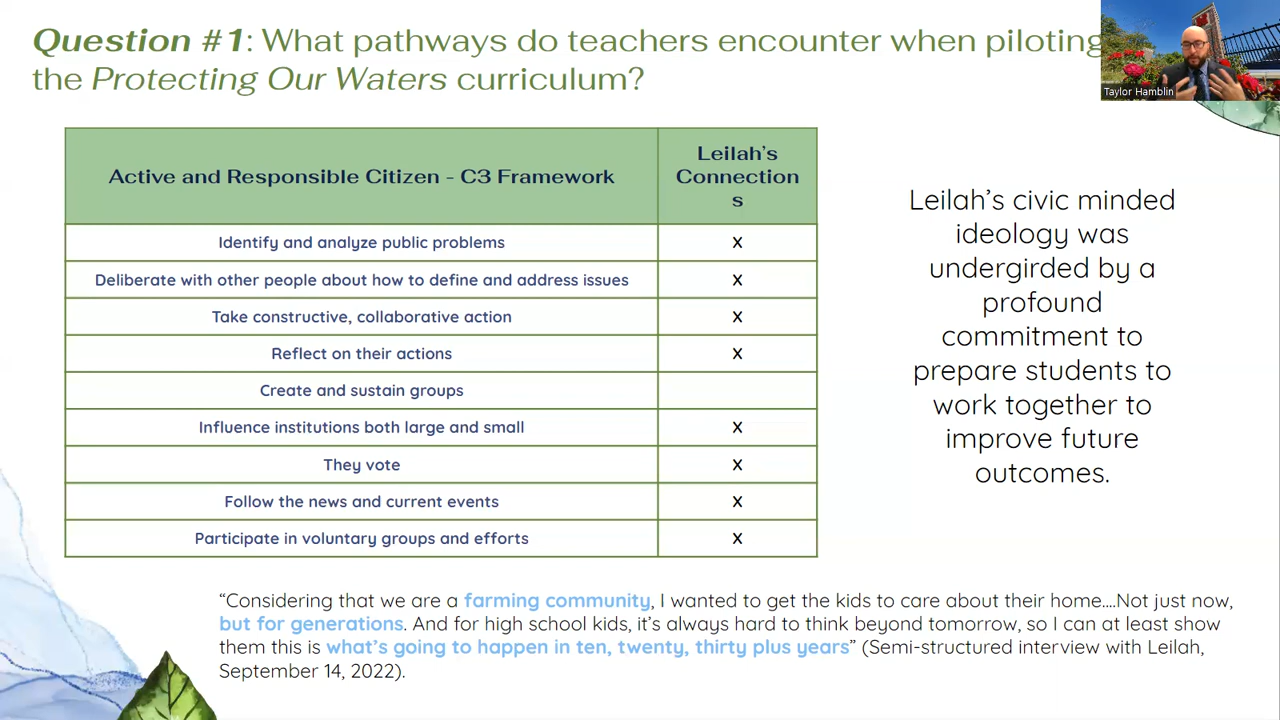 Question #1: What pathways do teachers encounter when piloting
the Protecting Our Waters curriculum?
Taylor Hamblin
Active and Responsible Citizen - C3 Framework
Leilah's
Connection
s
Identify and analyze public problems X
Deliberate with other people about how to define and address issues X
Take constructive, collaborative action X
Reflect on their actions X
Create and sustain groups
Influence institutions both large and small X
They vote X
Follow the news and current events X
Participate in voluntary groups and efforts X
Leilah's civic minded
ideology was
undergirded by a
profound
commitment to
prepare students to
work together to
improve future
outcomes.
“Considering that we are a farming community, I wanted to get the kids to care about their home....Not just now,
but for generations. And for high school kids, it's always hard to think beyond tomorrow, so I can at least show
them this is what's going to happen in ten, twenty, thirty plus years” (Semi-structured interview with Leilah,
September 14, 2022).